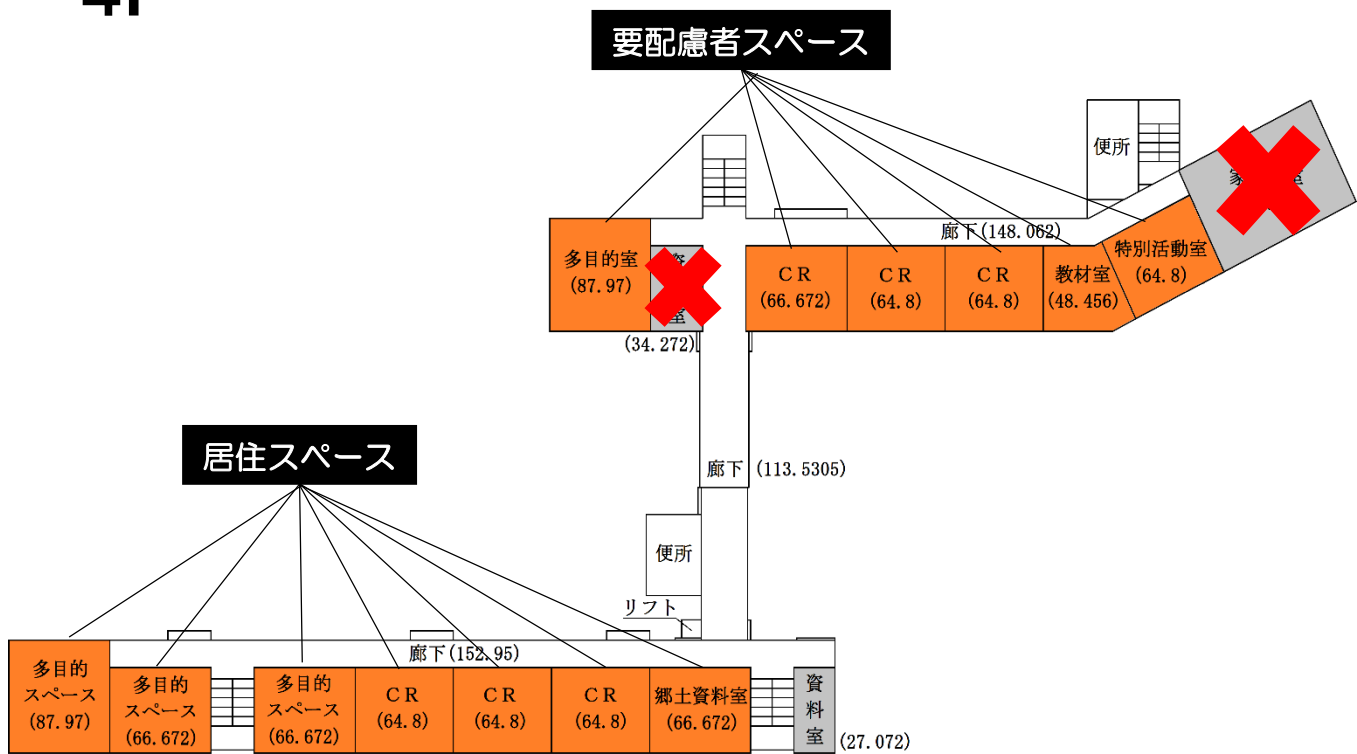 要配慮者スペース
便所
廊下(148.062)
多目的室
(87.97)
(34.272)
ＣＲ
(66.672)
ＣＲ
(64.8)
ＣＲ
(64.8)
教材室
(48.456)
特別活動室
(64.8)
廊下 (113.5305)
居住スペース
便所
リフト
廊下(152.95)
多目的
スペース
(87.97)
多目的
スペース
(66.672)
多目的
スペース
(66.672)
ＣＲ
(64.8)
ＣＲ
(64.8)
ＣＲ
(64.8)
郷土資料室
(66.672)
資
料
室
(27.072)